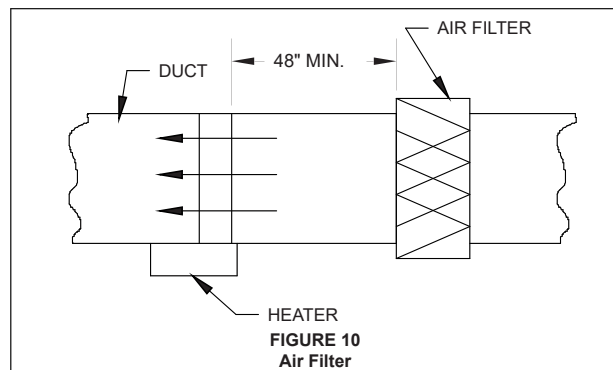 AIR FILTER
48" MIN.
DUCT
HEATER
FIGURE 10
Air Filter